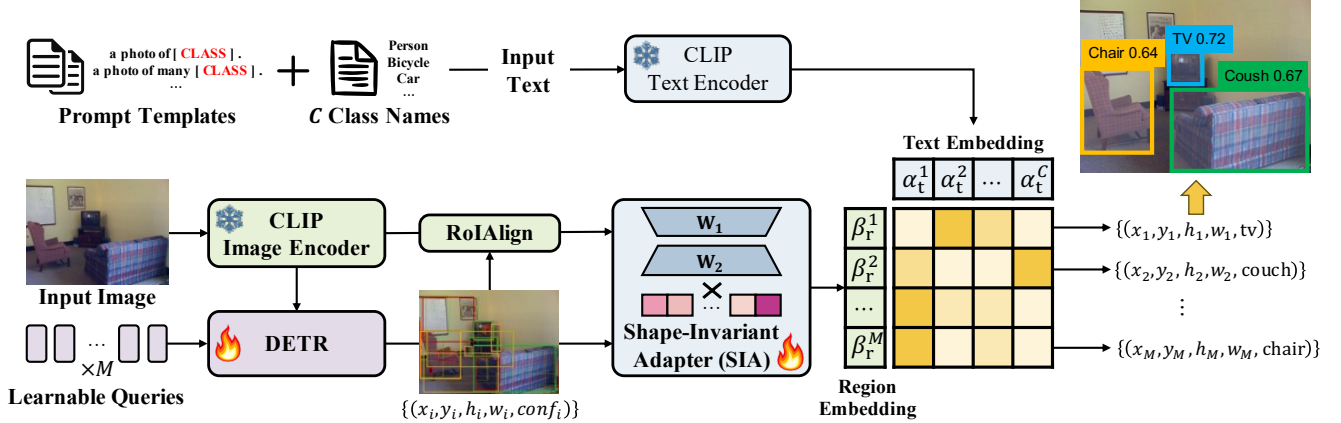 a photo of [ CLASS ] .
a photo of many [ CLASS ] .
...
Prompt Templates
+
Person
Bicycle
Car
...
C Class Names
Input
Text
CLIP
Text Encoder
Chair 0.64
TV 0.72
Coush 0.67
Text Embedding
α_t^1 α_t^2 ... α_t^C
Input Image
CLIP
Image Encoder
RoIAlign
W_1
W_2
×
...
Shape-Invariant
Adapter (SIA)
β_r^1
β_r^2
...
β_r^M
Region
Embedding
{(x_1, y_1, h_1, w_1, tv)}
{(x_2, y_2, h_2, w_2, couch)}
⋮
{(x_M, y_M, h_M, w_M, chair)}
...
×M
Learnable Queries
DETR
{(x_i, y_i, h_i, w_i, conf_i)}